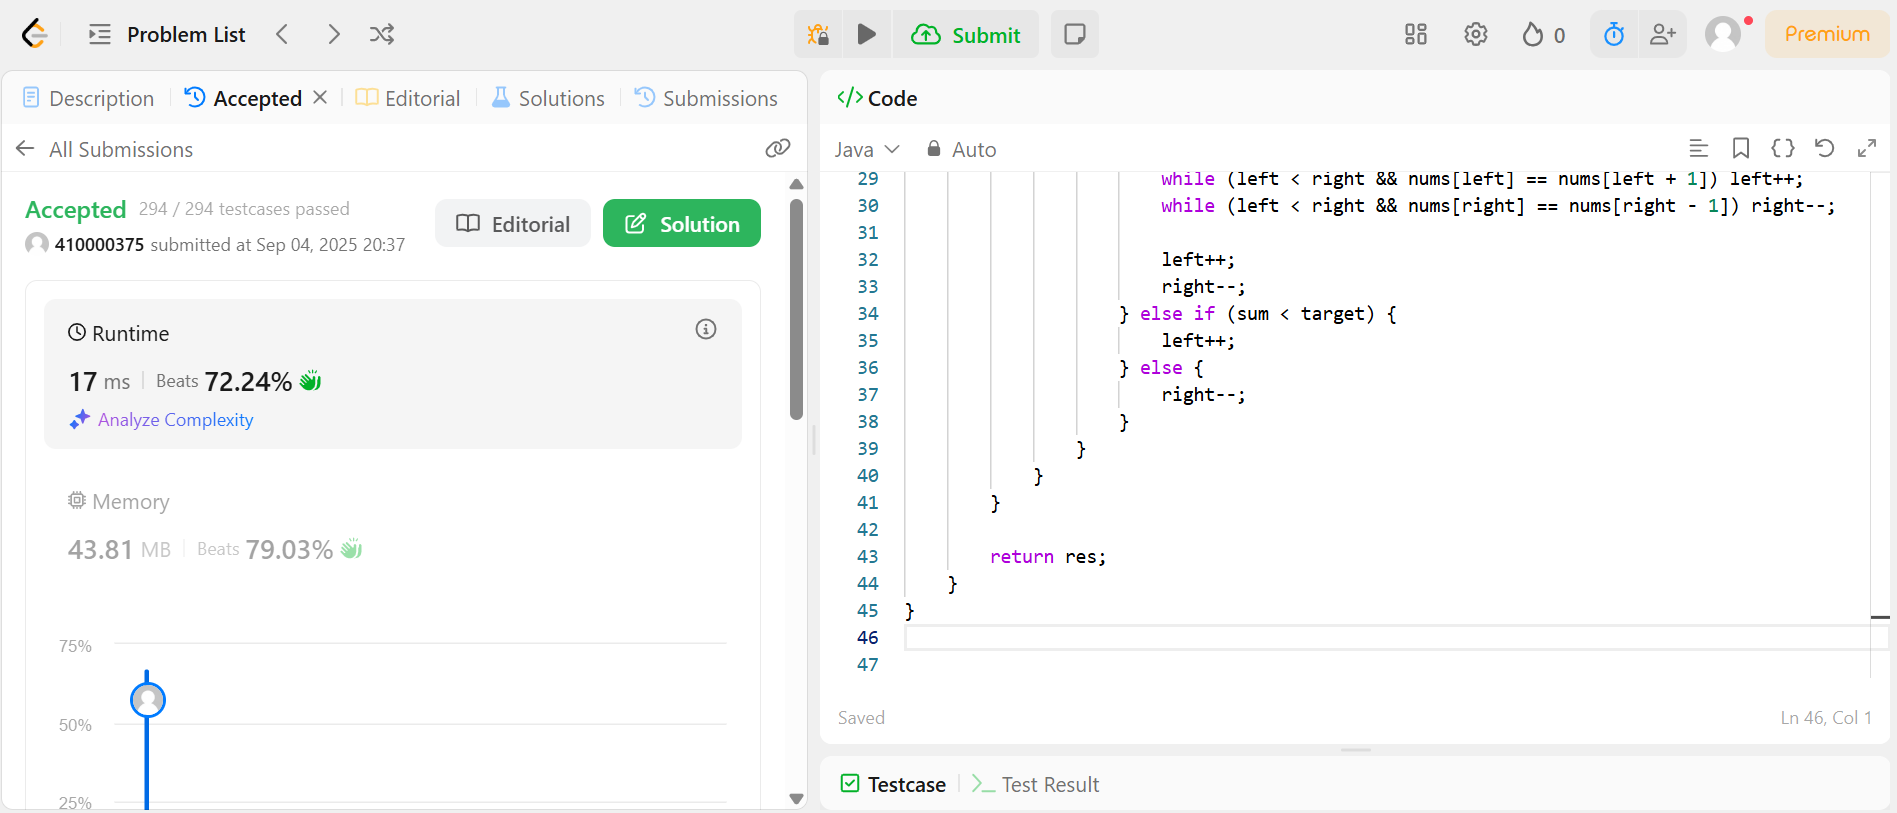 Problem List
Submit
0
Premium
Description
Accepted
Editorial
Solutions
Submissions
All Submissions
Accepted 294 / 294 testcases passed
410000375 submitted at Sep 04, 2025 20:37
Editorial
Solution
Runtime
17 ms
Beats 72.24%
Analyze Complexity
Memory
43.81 MB
Beats 79.03%
75%
50%
25%
</> Code
Java
Auto
29 while (left < right && nums[left] == nums[left + 1]) left++;
30 while (left < right && nums[right] == nums[right - 1]) right--;
31
32 left++;
33 right--;
34 } else if (sum < target) {
35 left++;
36 } else {
37 right--;
38 }
39 }
40 }
41 }
42
43 return res;
44 }
45 }
46
47
Saved
Ln 46, Col 1
Testcase
Test Result